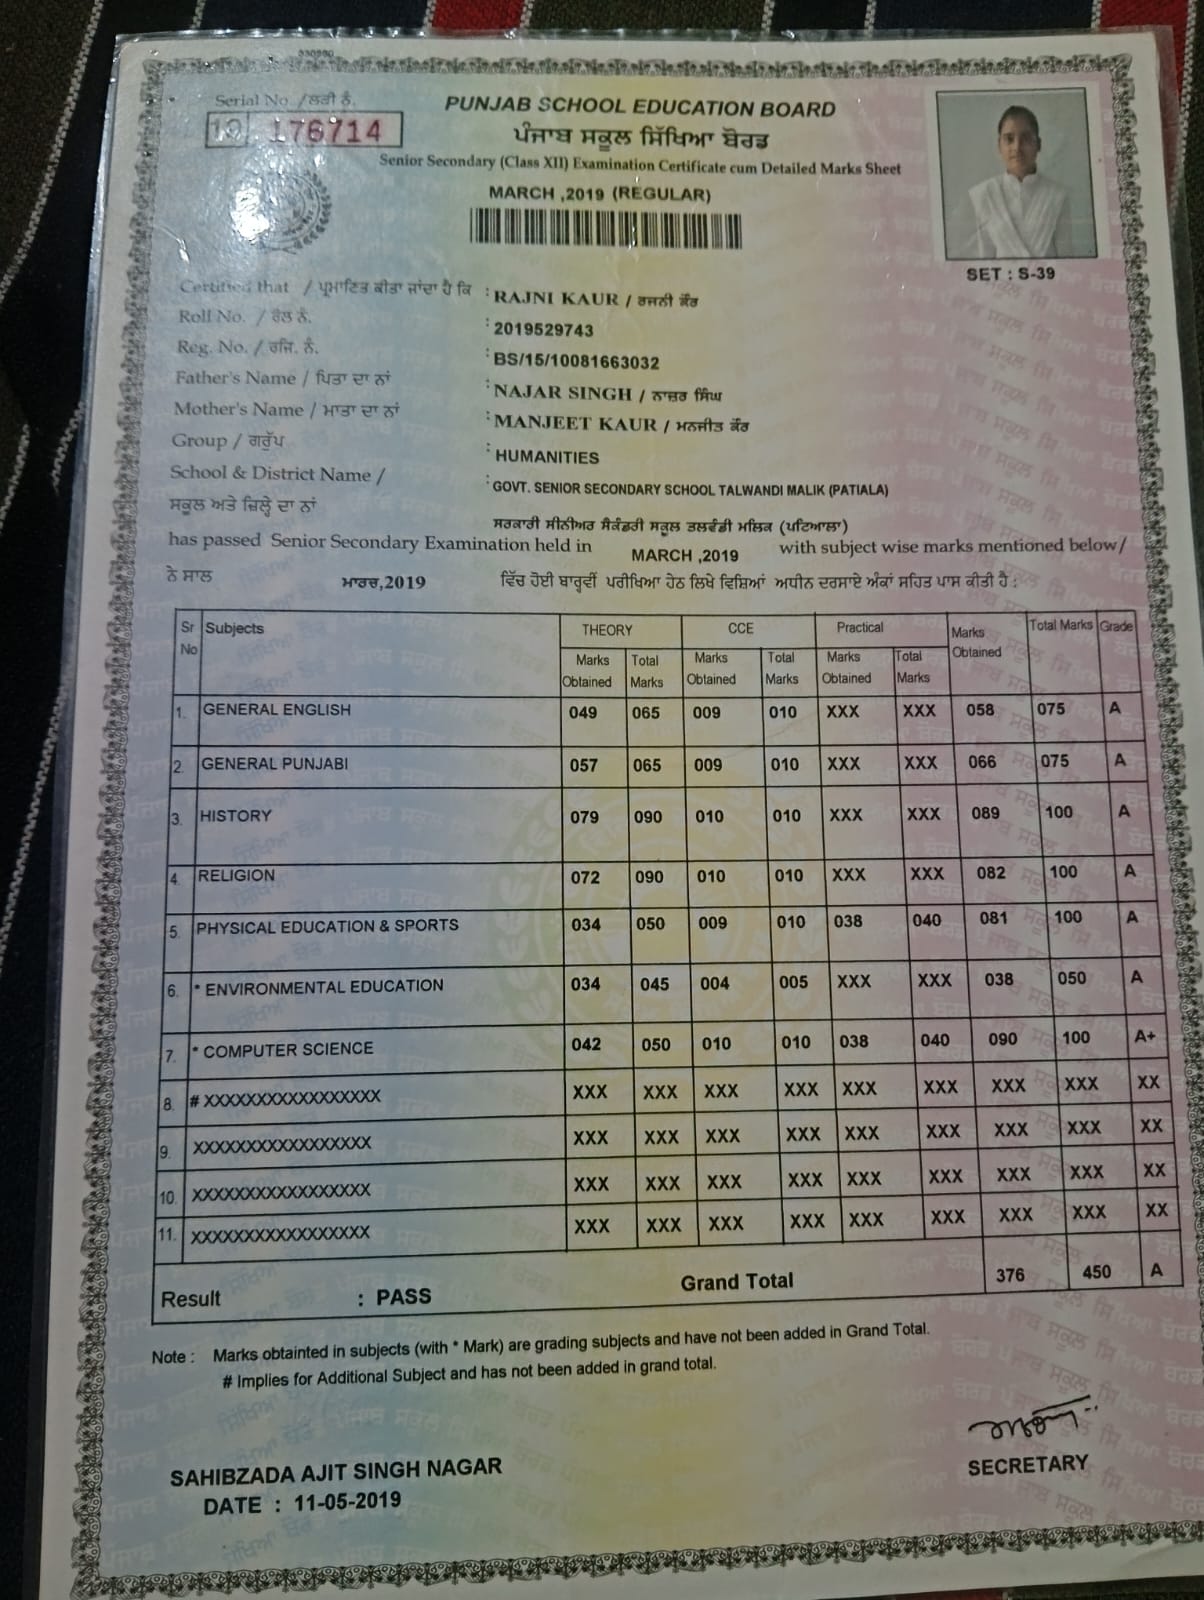 330990
Serial No./ਲੜੀ ਨੰ.
19 176714
PUNJAB SCHOOL EDUCATION BOARD
ਪੰਜਾਬ ਸਕੂਲ ਸਿੱਖਿਆ ਬੋਰਡ
Senior Secondary (Class XII) Examination Certificate cum Detailed Marks Sheet
MARCH ,2019 (REGULAR)
SET : S-39
Certified that / ਪ੍ਰਮਾਣਿਤ ਕੀਤਾ ਜਾਂਦਾ ਹੈ ਕਿ : RAJNI KAUR / ਰਜਨੀ ਕੌਰ
Roll No. / ਰੋਲ ਨੰ. : 2019529743
Reg. No. / ਰਜਿ. ਨੰ. : BS/15/10081663032
Father's Name / ਪਿਤਾ ਦਾ ਨਾਂ : NAJAR SINGH / ਨਾਜ਼ਰ ਸਿੰਘ
Mother's Name / ਮਾਤਾ ਦਾ ਨਾਂ : MANJEET KAUR / ਮਨਜੀਤ ਕੌਰ
Group / ਗਰੁੱਪ : HUMANITIES
School & District Name / : GOVT. SENIOR SECONDARY SCHOOL TALWANDI MALIK (PATIALA)
ਸਕੂਲ ਅਤੇ ਜ਼ਿਲ੍ਹੇ ਦਾ ਨਾਂ ਸਰਕਾਰੀ ਸੀਨੀਅਰ ਸੈਕੰਡਰੀ ਸਕੂਲ ਤਲਵੰਡੀ ਮਲਿਕ (ਪਟਿਆਲਾ)
has passed Senior Secondary Examination held in MARCH ,2019 with subject wise marks mentioned below/
ਨੇ ਸਾਲ ਮਾਰਚ,2019 ਵਿੱਚ ਹੋਈ ਬਾਰ੍ਹਵੀਂ ਪਰੀਖਿਆ ਹੇਠ ਲਿਖੇ ਵਿਸ਼ਿਆਂ ਅਧੀਨ ਦਰਸਾਏ ਅੰਕਾਂ ਸਹਿਤ ਪਾਸ ਕੀਤੀ ਹੈ :
Sr No Subjects THEORY CCE Practical Marks Obtained Total Marks Grade
Marks Obtained Total Marks Marks Obtained Total Marks Marks Obtained Total Marks
1. GENERAL ENGLISH 049 065 009 010 XXX XXX 058 075 A
2. GENERAL PUNJABI 057 065 009 010 XXX XXX 066 075 A
3. HISTORY 079 090 010 010 XXX XXX 089 100 A
4. RELIGION 072 090 010 010 XXX XXX 082 100 A
5. PHYSICAL EDUCATION & SPORTS 034 050 009 010 038 040 081 100 A
6. * ENVIRONMENTAL EDUCATION 034 045 004 005 XXX XXX 038 050 A
7. * COMPUTER SCIENCE 042 050 010 010 038 040 090 100 A+
8. # XXXXXXXXXXXXXXXXX XXX XXX XXX XXX XXX XXX XXX XXX XX
9. XXXXXXXXXXXXXXXXX XXX XXX XXX XXX XXX XXX XXX XXX XX
10. XXXXXXXXXXXXXXXXX XXX XXX XXX XXX XXX XXX XXX XXX XX
11. XXXXXXXXXXXXXXXXX XXX XXX XXX XXX XXX XXX XXX XXX XX
Result : PASS Grand Total 376 450 A
Note : Marks obtainted in subjects (with * Mark) are grading subjects and have not been added in Grand Total.
# Implies for Additional Subject and has not been added in grand total.
SAHIBZADA AJIT SINGH NAGAR
DATE : 11-05-2019
SECRETARY